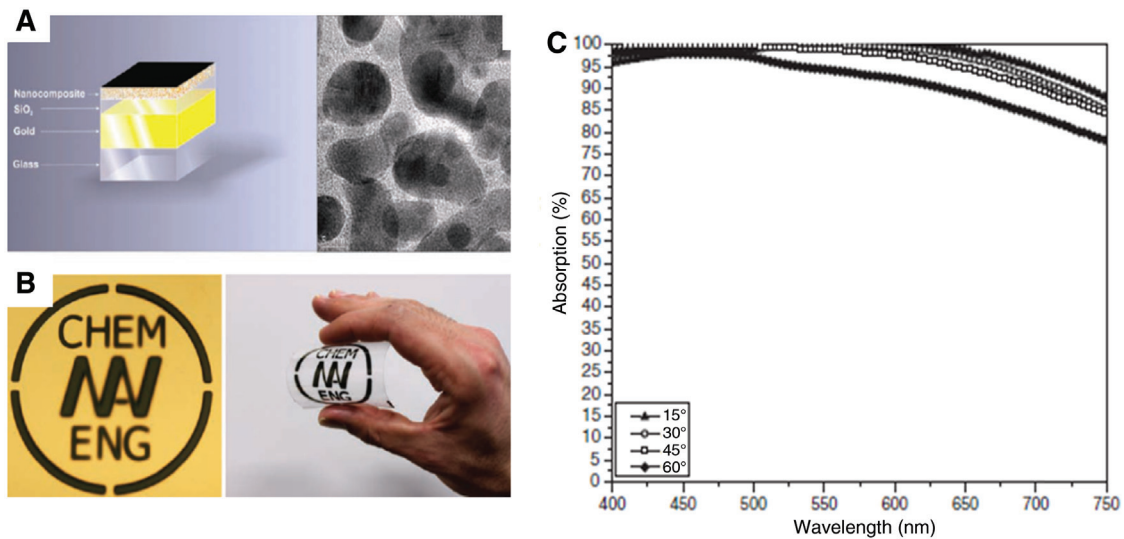 A
Nanocomposite
SiO₂
Gold
Glass
B
CHEM
NAV
ENG
CHEM
NAV
ENG
C
Absorption (%)
100
95
90
85
80
75
70
65
60
55
50
45
40
35
30
25
20
15
10
5
0
15°
30°
45°
60°
400
450
500
550
600
650
700
750
Wavelength (nm)